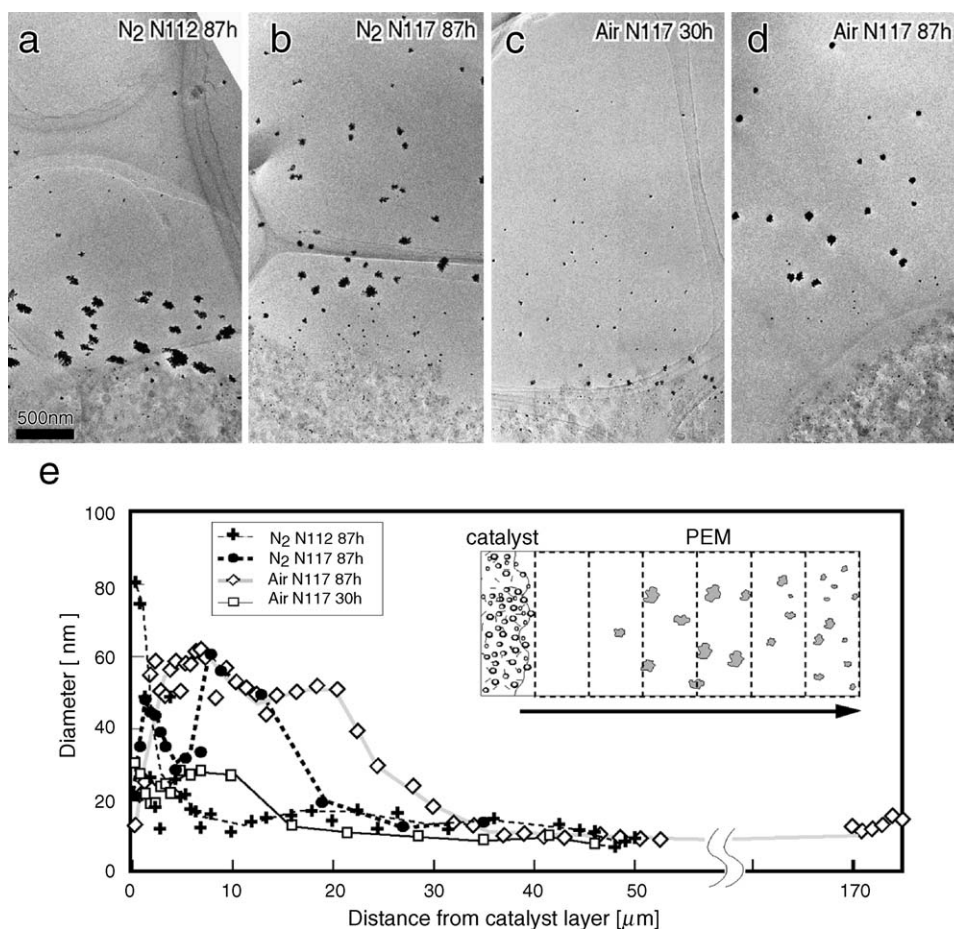 a
N2 N112 87h
b
N2 N117 87h
c
Air N117 30h
d
Air N117 87h
500nm
e
100
80
60
40
20
0
Diameter [ nm ]
N2 N112 87h
N2 N117 87h
Air N117 87h
Air N117 30h
catalyst
PEM
0
10
20
30
40
50
170
Distance from catalyst layer [μm]